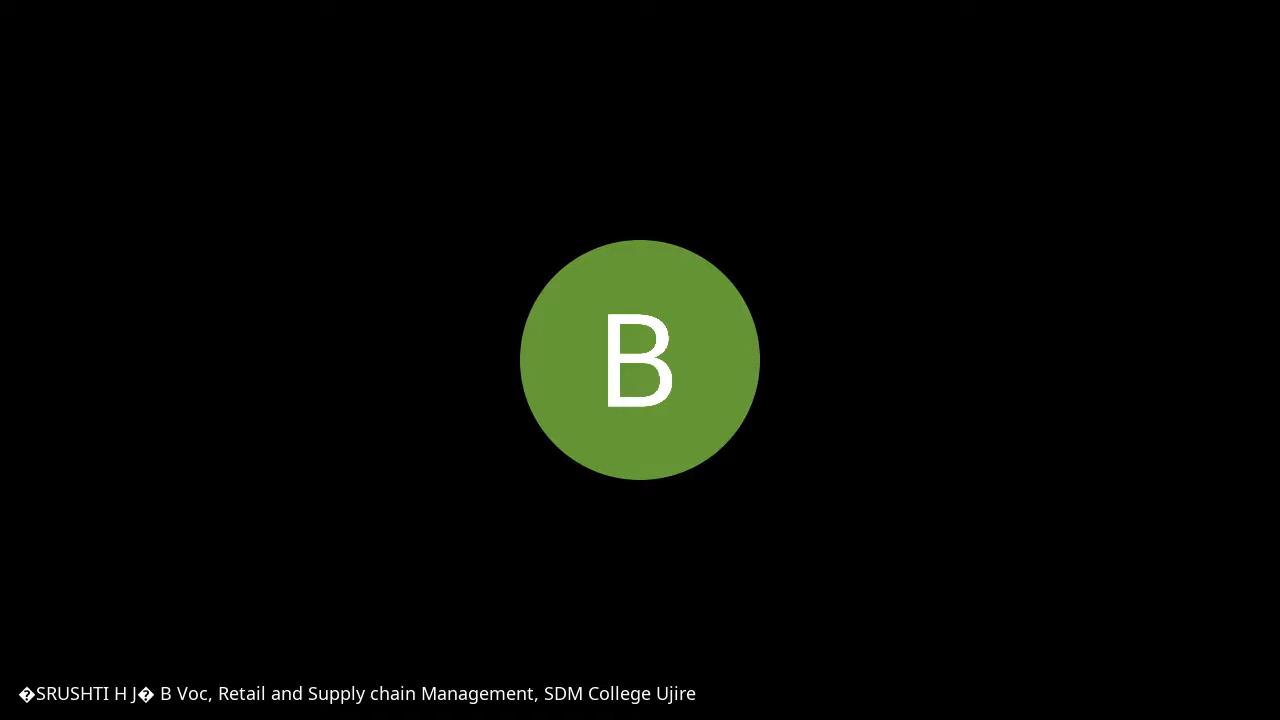 B
�SRUSHTI H J� B Voc, Retail and Supply chain Management, SDM College Ujire